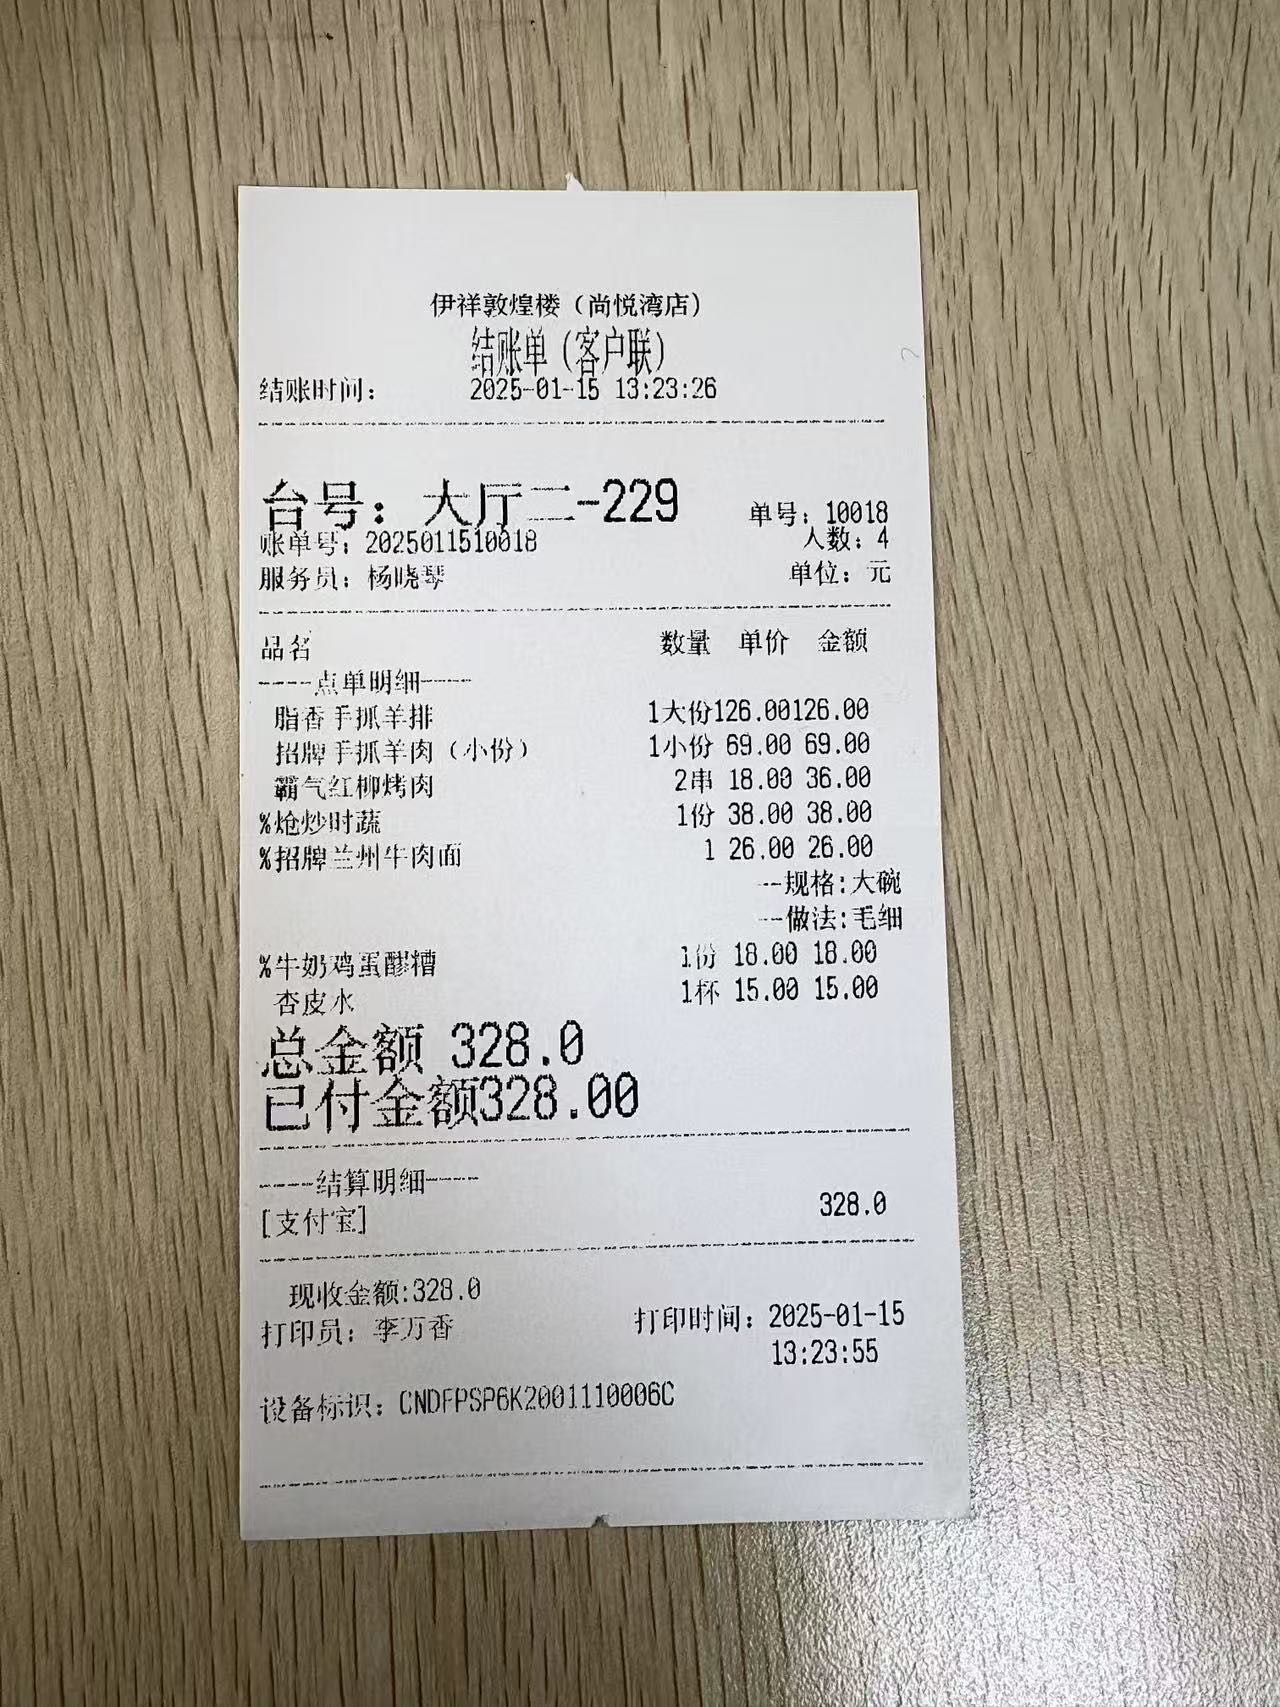 伊祥敦煌楼（尚悦湾店）
结账单（客户联）
结账时间： 2025-01-15 13:23:26
台号：大厅二-229 单号：10018
账单号：2025011510018 人数：4
服务员：杨晓琴 单位：元
品名 数量 单价 金额
----点单明细----
脂香手抓羊排 1大份126.00126.00
招牌手抓羊肉（小份） 1小份 69.00 69.00
霸气红柳烤肉 2串 18.00 36.00
%炝炒时蔬 1份 38.00 38.00
%招牌兰州牛肉面 1 26.00 26.00
--规格:大碗
--做法:毛细
%牛奶鸡蛋醪糟 1份 18.00 18.00
杏皮水 1杯 15.00 15.00
总金额 328.0
已付金额328.00
----结算明细----
[支付宝] 328.0
现收金额:328.0
打印员：李万香 打印时间：2025-01-15
13:23:55
设备标识：CNDFPSP6K2001110006C